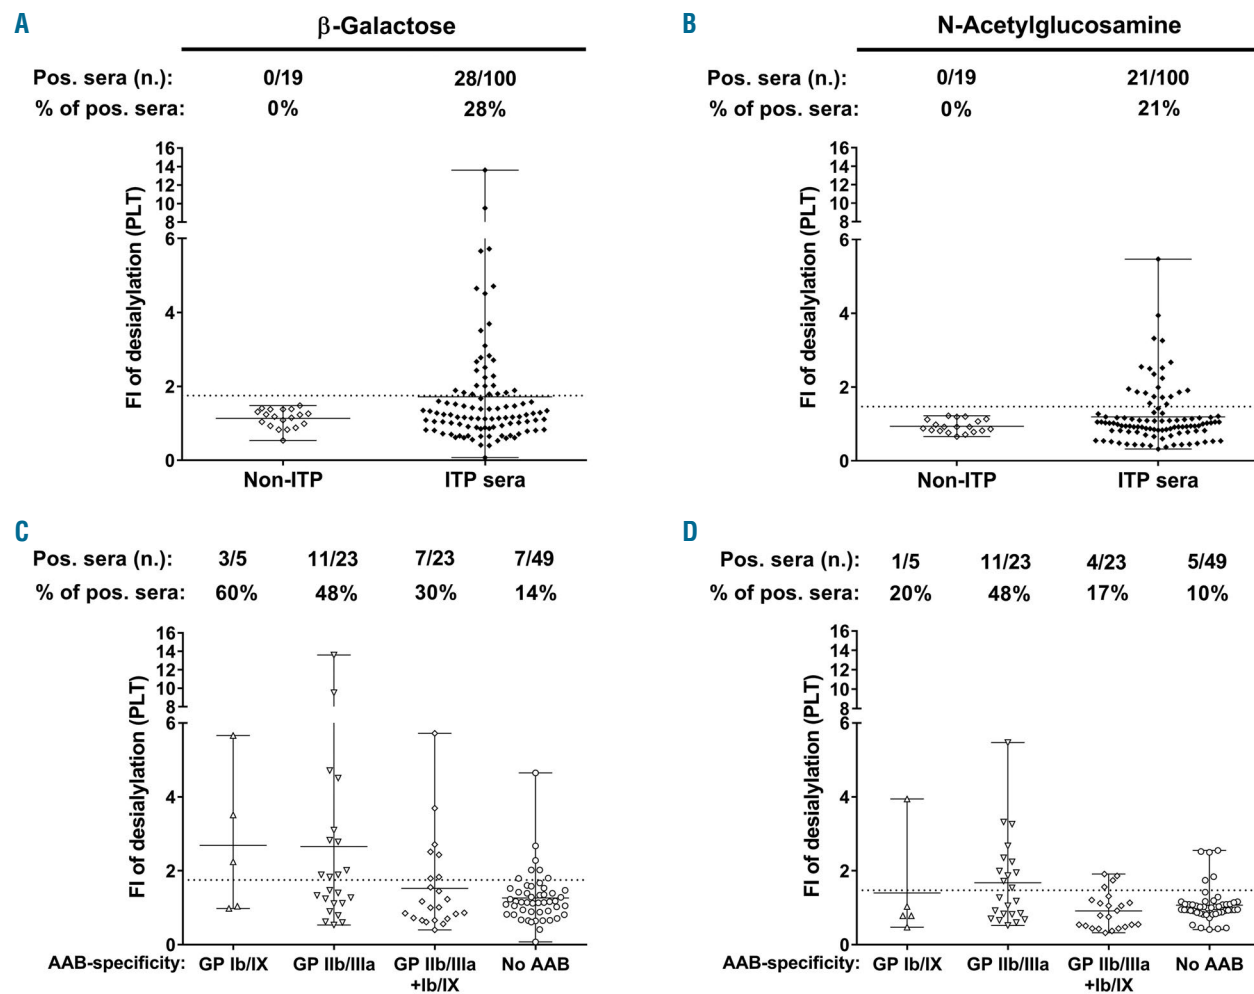 A
β-Galactose
Pos. sera (n.): 0/19 28/100
% of pos. sera: 0% 28%
FI of desialylation (PLT)
16
14
12
10
8
6
4
2
0
Non-ITP ITP sera
B
N-Acetylglucosamine
Pos. sera (n.): 0/19 21/100
% of pos. sera: 0% 21%
FI of desialylation (PLT)
16
14
12
10
8
6
4
2
0
Non-ITP ITP sera
C
Pos. sera (n.): 3/5 11/23 7/23 7/49
% of pos. sera: 60% 48% 30% 14%
FI of desialylation (PLT)
16
14
12
10
8
6
4
2
0
AAB-specificity: GP Ib/IX GP IIb/IIIa GP IIb/IIIa No AAB
+Ib/IX
D
Pos. sera (n.): 1/5 11/23 4/23 5/49
% of pos. sera: 20% 48% 17% 10%
FI of desialylation (PLT)
16
14
12
10
8
6
4
2
0
AAB-specificity: GP Ib/IX GP IIb/IIIa GP IIb/IIIa No AAB
+Ib/IX